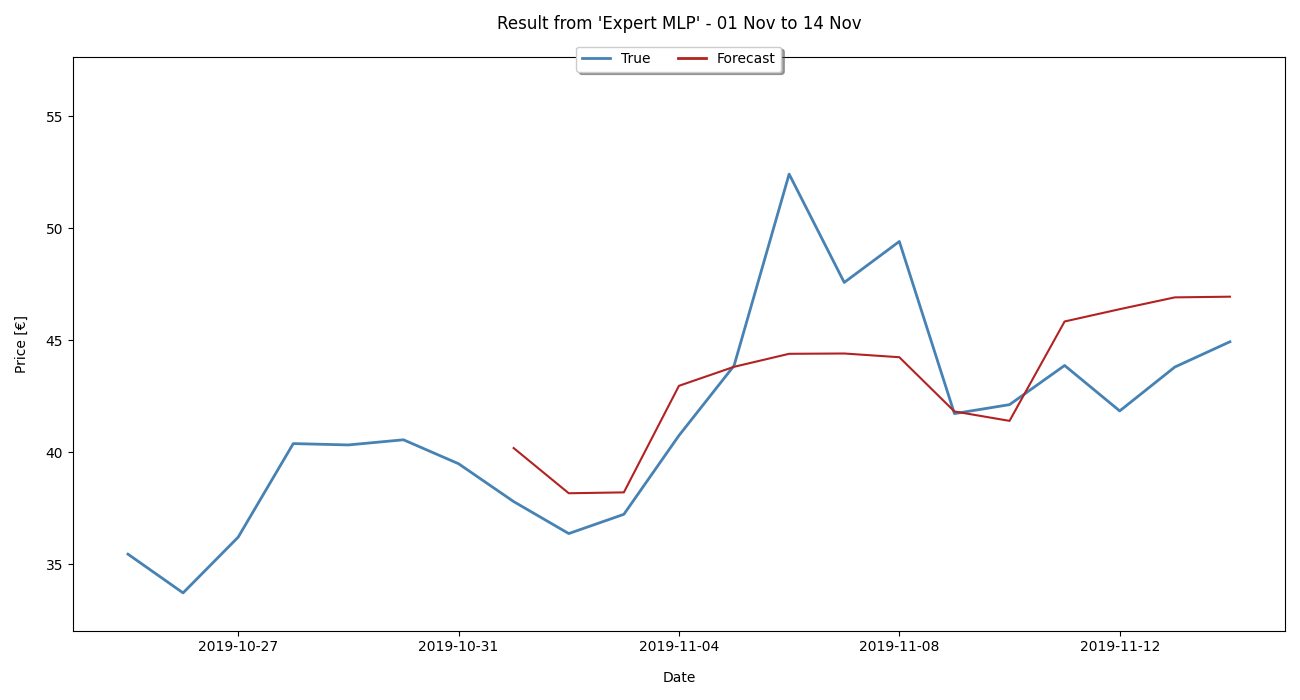 Result from 'Expert MLP' - 01 Nov to 14 Nov
True Forecast
55
50
45
40
35
Price [€]
2019-10-27 2019-10-31 2019-11-04 2019-11-08 2019-11-12
Date